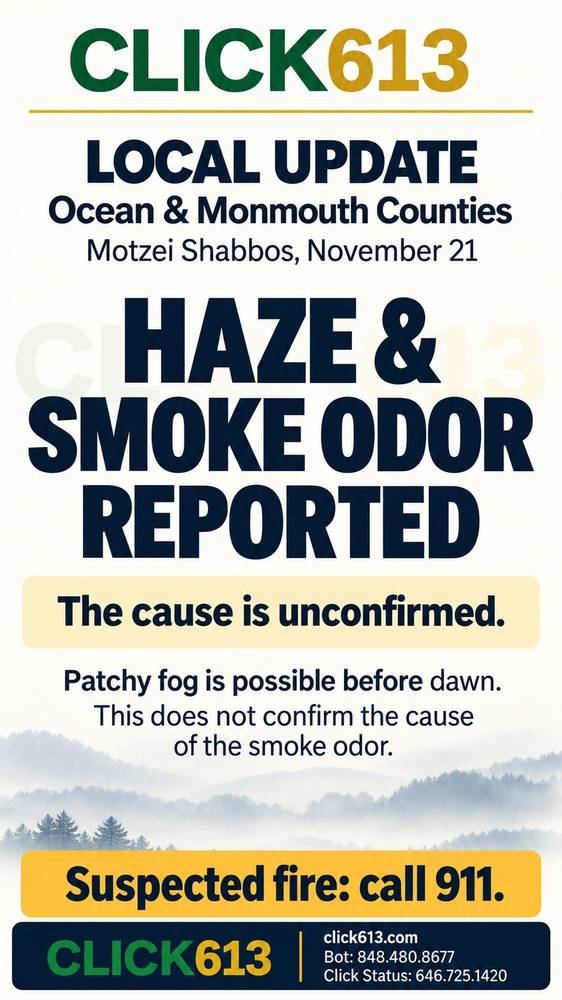 CLICK613
LOCAL UPDATE
Ocean & Monmouth Counties
Motzei Shabbos, November 21
HAZE &
SMOKE ODOR
REPORTED
The cause is unconfirmed.
Patchy fog is possible before dawn.
This does not confirm the cause
of the smoke odor.
Suspected fire: call 911.
CLICK613
click613.com
Bot: 848.480.8677
Click Status: 646.725.1420